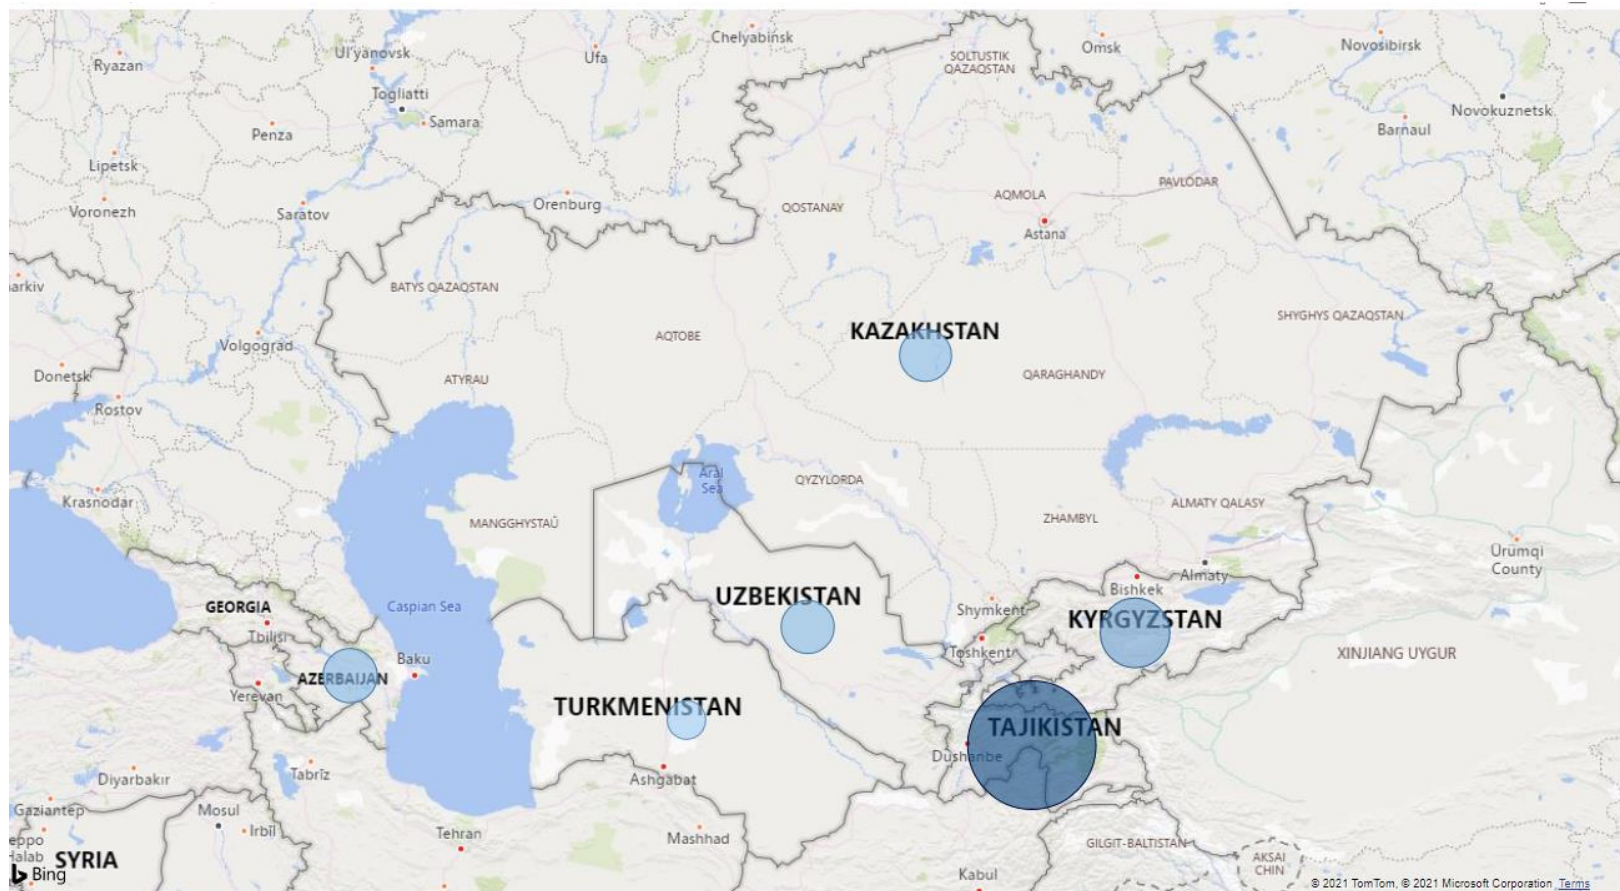 Chelyabinsk
Omsk
Novosibirsk
Ul'yanovsk
Ufa
SOLTUSTIK
QAZAQSTAN
Ryazan
Togliatti
Samara
Novokuznetsk
Barnaul
Penza
Lipetsk
PAVLODAR
AQMOLA
Voronezh
Saratov
Orenburg
QOSTANAY
Astana
arkiv
BATYS QAZAQSTAN
SHYGHYS QAZAQSTAN
KAZAKHSTAN
AQTOBE
Volgograd
Donetsk
ATYRAU
QARAGHANDY
Rostov
Aral
Sea
QYZYLORDA
Krasnodar
ALMATY QALASY
MANGGHYSTAŪ
ZHAMBYL
Ürümqi
County
Almaty
Bishkek
UZBEKISTAN
GEORGIA
Caspian Sea
Shymkent
KYRGYZSTAN
Tbilisi
Toshkent
XINJIANG UYGUR
Baku
AZERBAIJAN
Yerevan
TURKMENISTAN
TAJIKISTAN
Dushanbe
Tabrīz
Diyarbakır
Ashgabat
Gaziantep
Mosul
Irbīl
Tehran
Mashhad
GILGIT-BALTISTAN
eppo
Halab
SYRIA
AKSAI
CHIN
Bing
Kabul
© 2021 TomTom, © 2021 Microsoft Corporation Terms